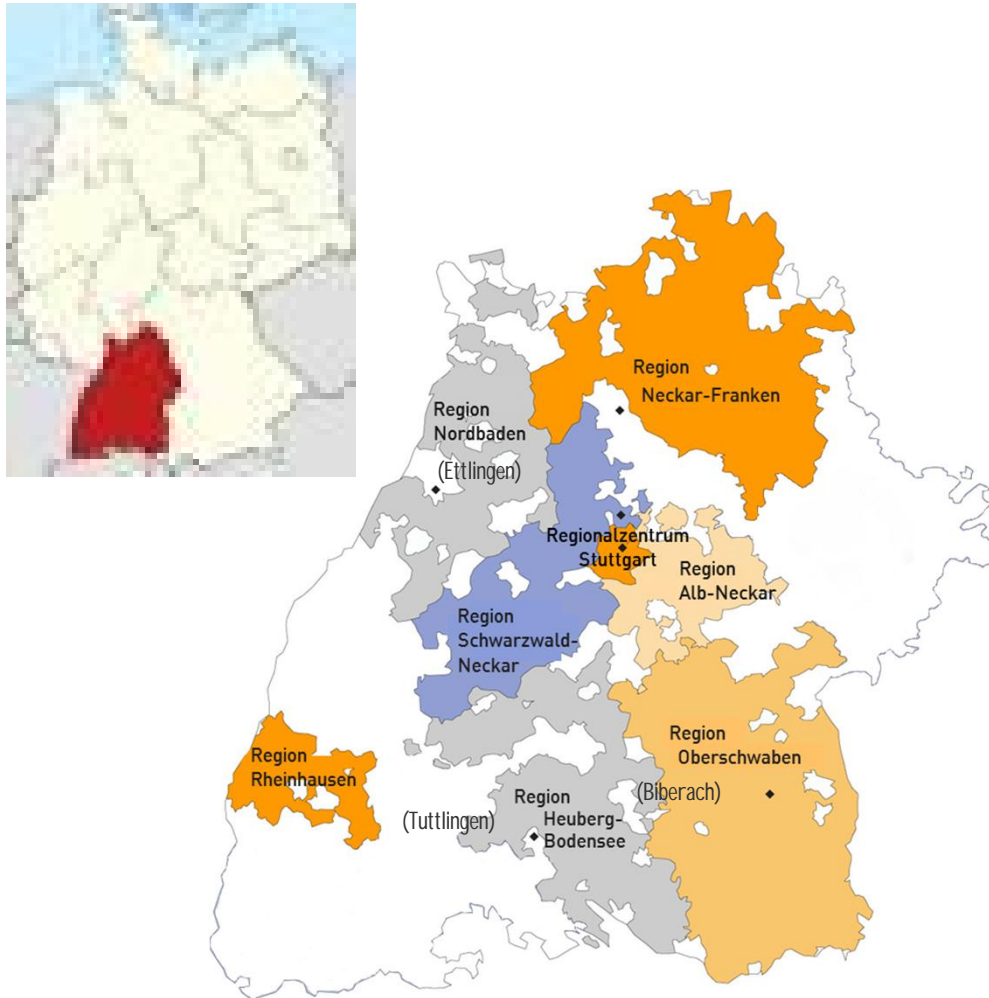 Region
Neckar-Franken
Region
Nordbaden
(Ettlingen)
Regionalzentrum
Stuttgart
Region
Alb-Neckar
Region
Schwarzwald-
Neckar
Region
Rheinhausen
Region
Oberschwaben
(Biberach)
(Tuttlingen)
Region
Heuberg-
Bodensee